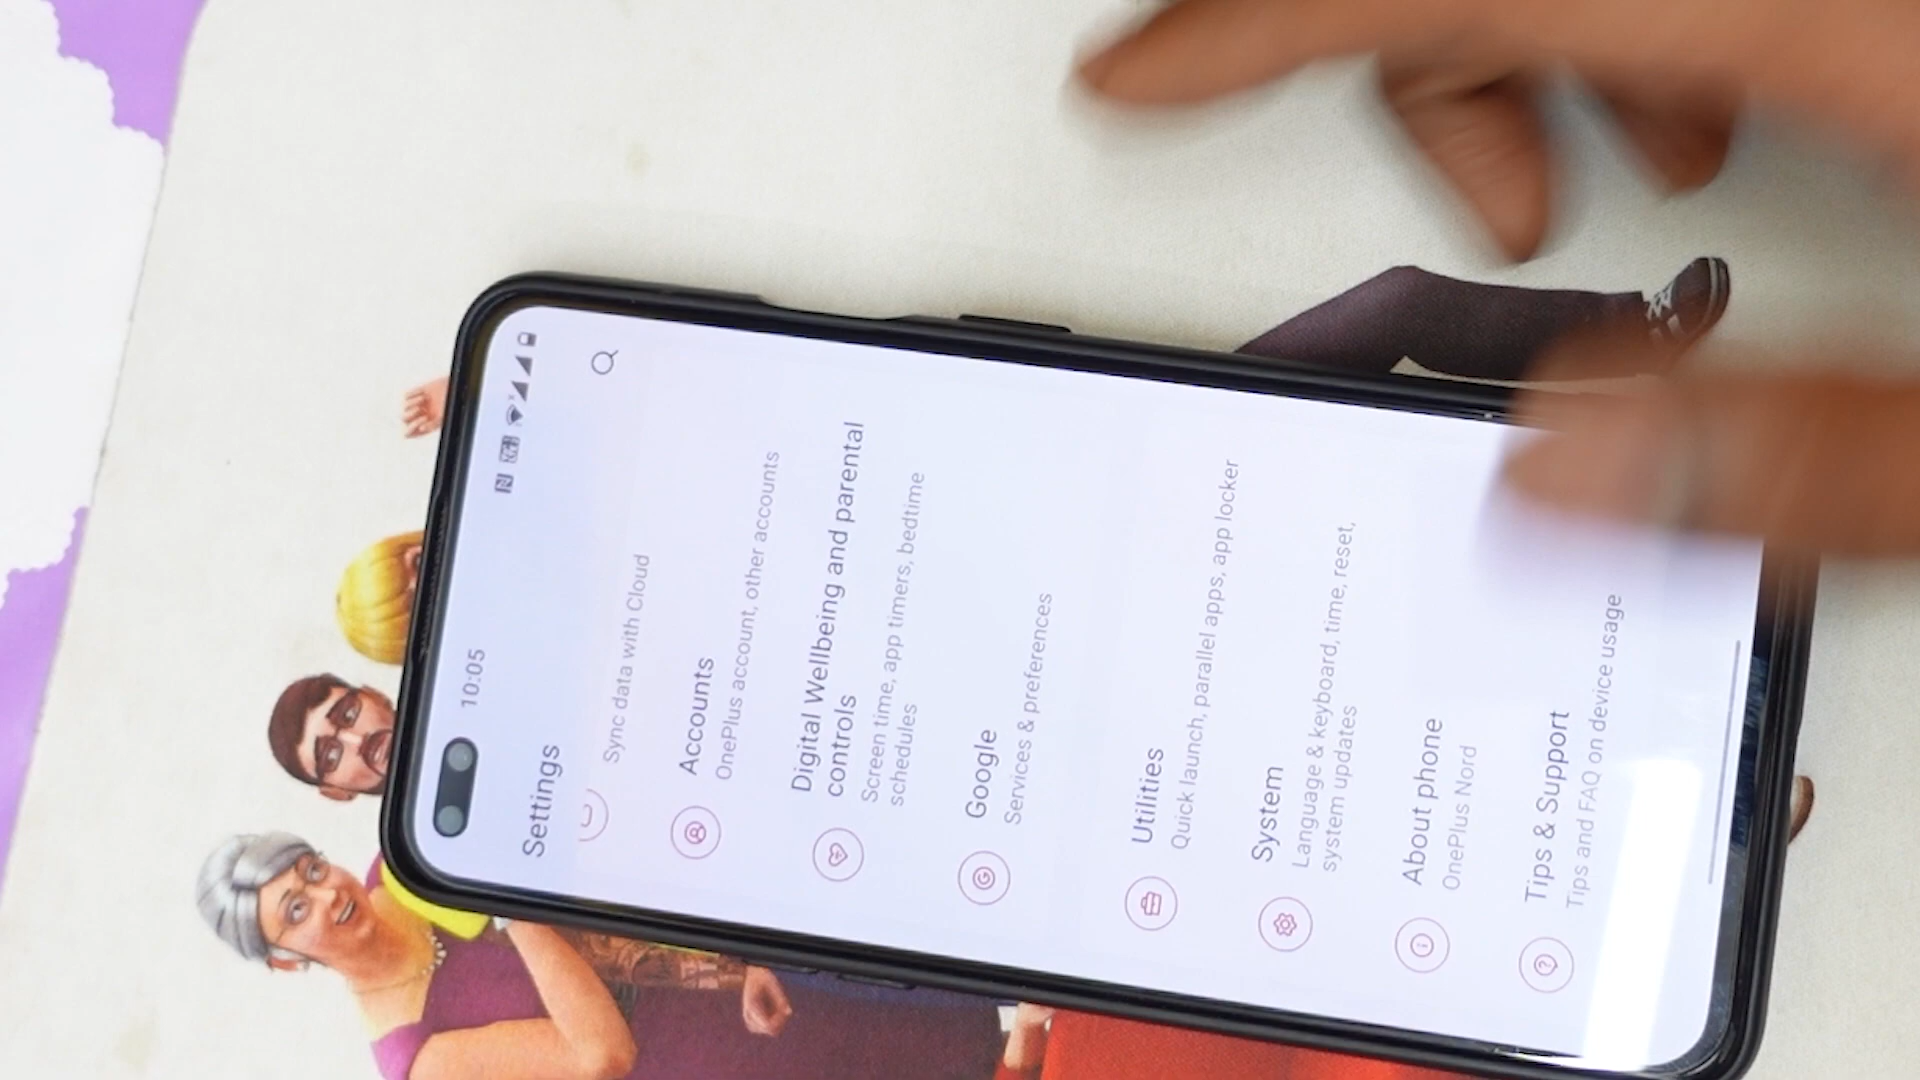 10:05
Settings
Sync data with Cloud
Accounts
OnePlus account, other accounts
Digital Wellbeing and parental
controls
Screen time, app timers, bedtime
schedules
Google
Services & preferences
Utilities
Quick launch, parallel apps, app locker
System
Language & keyboard, time, reset,
system updates
About phone
OnePlus Nord
Tips & Support
Tips and FAQ on device usage